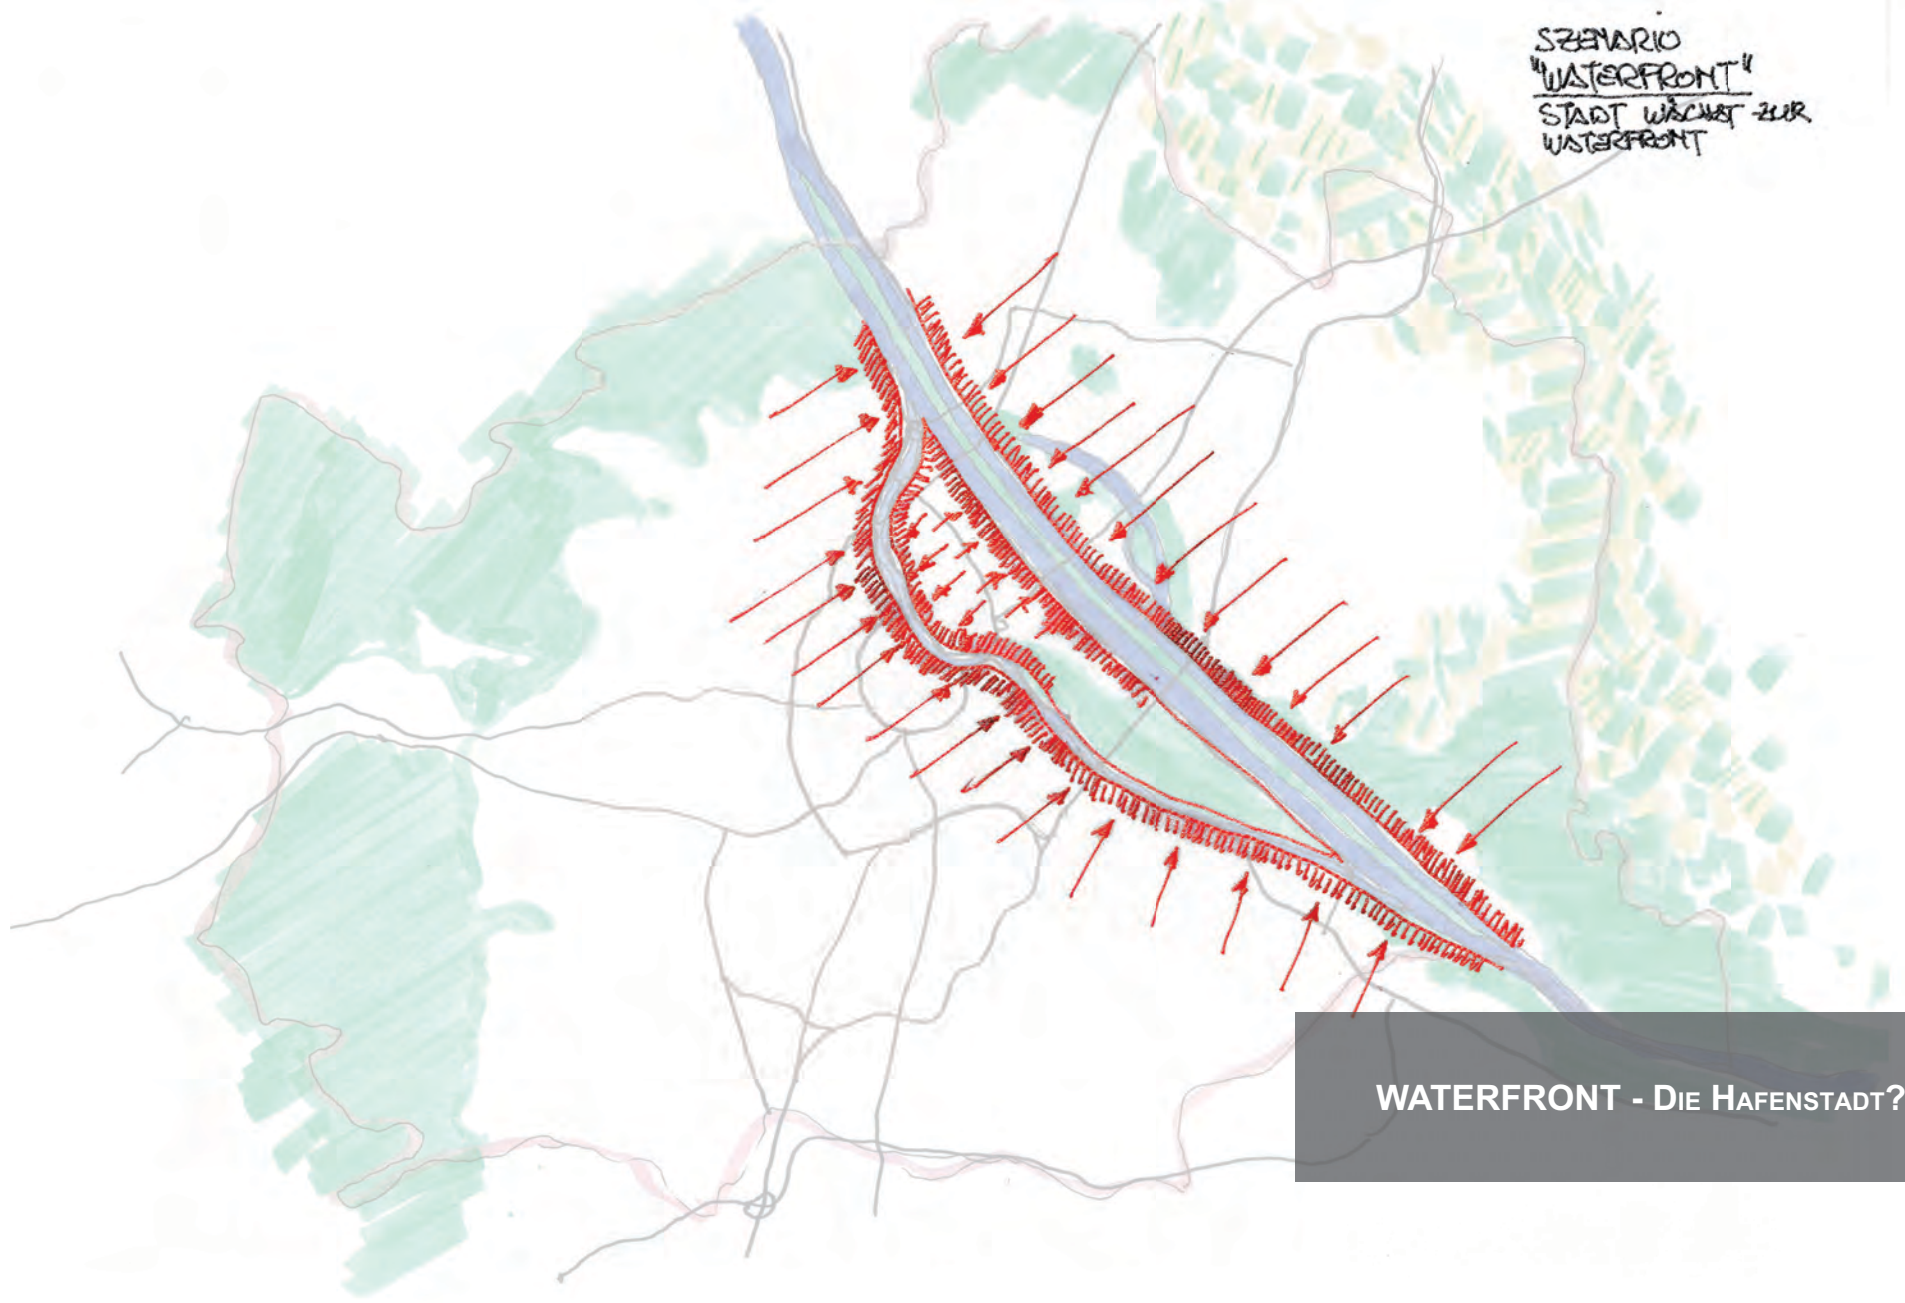 SZENARIO
"WATERFRONT"
STADT WÄCHST ZUR
WATERFRONT
WATERFRONT - DIE HAFENSTADT?